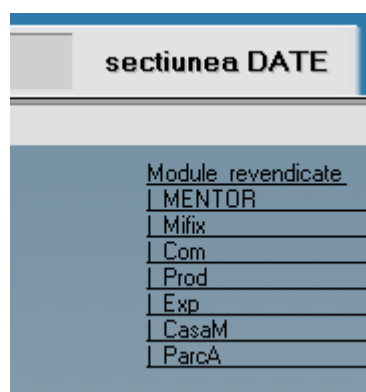 sectiunea DATE
Module revendicate
| MENTOR
| Mifix
| Com
| Prod
| Exp
| CasaM
| ParcA